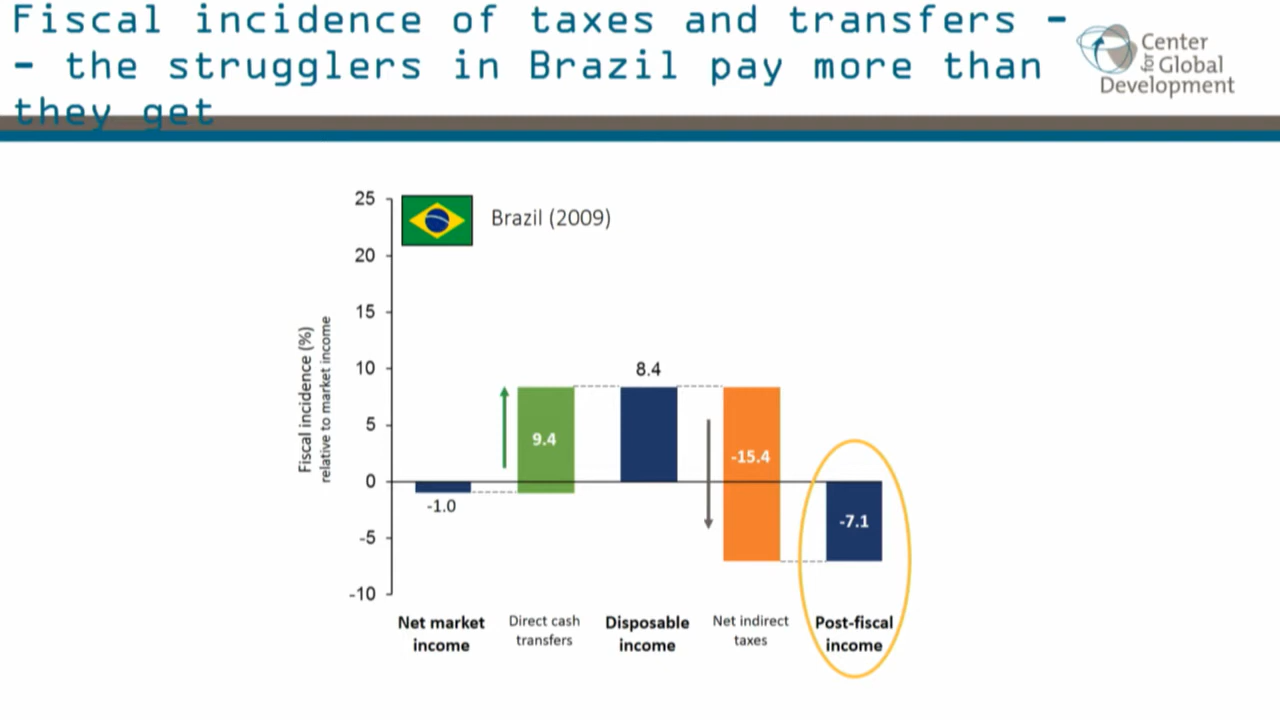 Fiscal incidence of taxes and transfers –
– the strugglers in Brazil pay more than
they get
Center
for Global
Development
Brazil (2009)
25
20
15
10
5
0
-5
-10
Fiscal incidence (%)
relative to market income
-1.0
9.4
8.4
-15.4
-7.1
Net market
income
Direct cash
transfers
Disposable
income
Net indirect
taxes
Post-fiscal
income